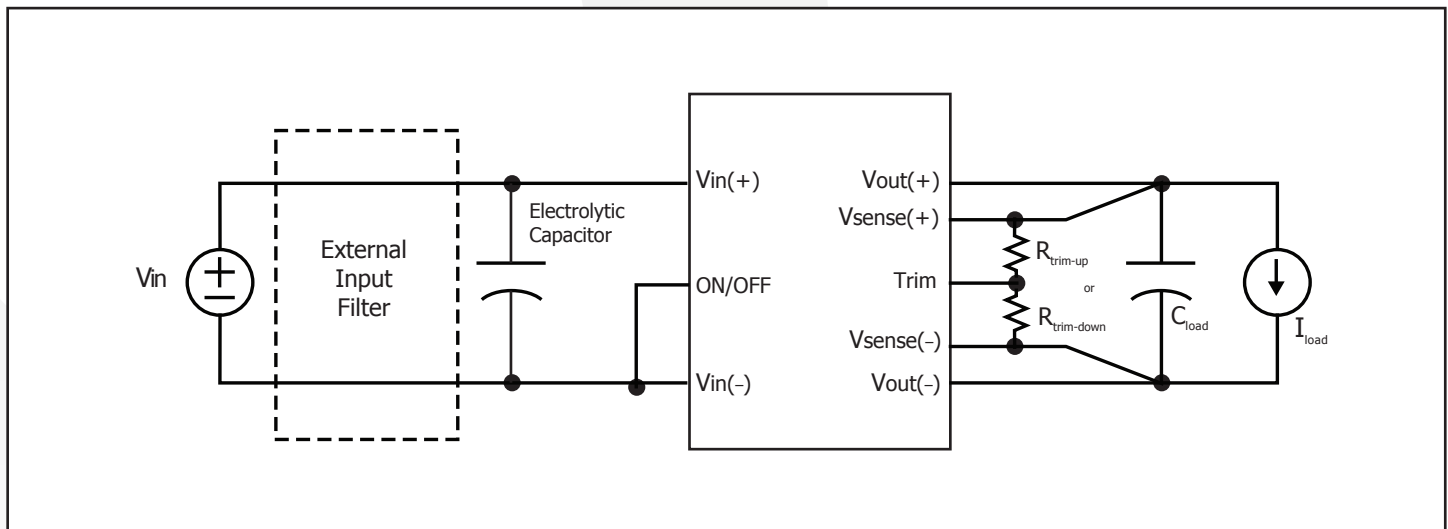 Vin
External
Input
Filter
Electrolytic
Capacitor
Vin(+)
ON/OFF
Vin(−)
Vout(+)
Vsense(+)
Trim
Vsense(−)
Vout(−)
Rtrim-up
or
Rtrim-down
Cload
Iload